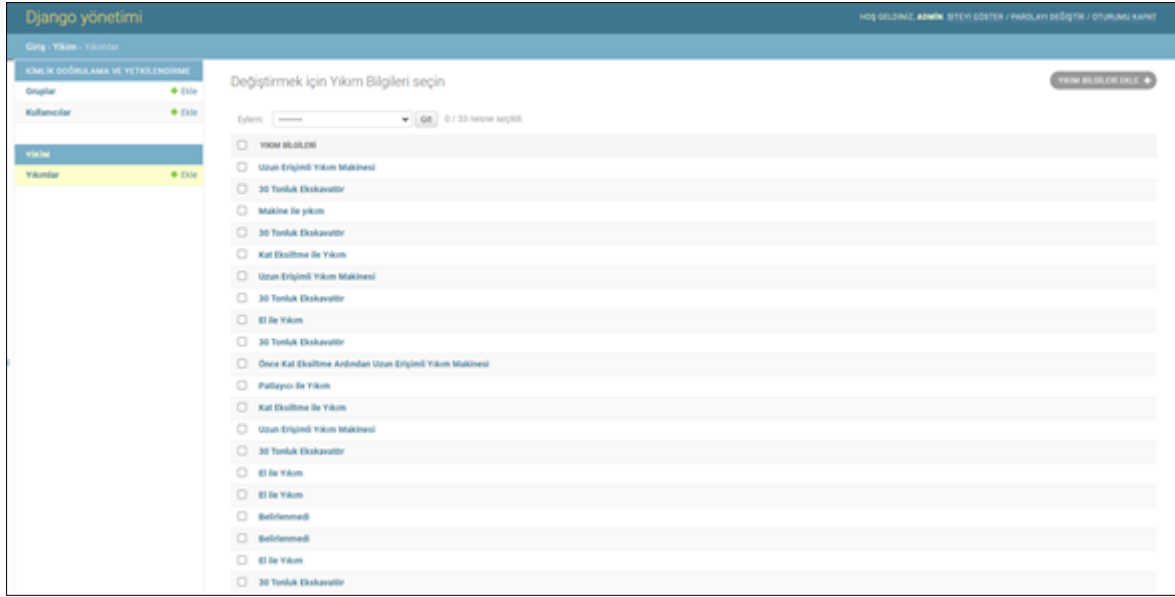 Django yönetimi
HOŞ GELDİNİZ, ADMIN. SİTEYİ GÖSTER / PAROLAYI DEĞİŞTİR / OTURUMU KAPAT
Giriş › Yikim › Yıkımlar
KİMLİK DOĞRULAMA VE YETKİLENDİRME
Gruplar + Ekle
Kullanıcılar + Ekle
YIKIM
Yıkımlar + Ekle
Değiştirmek için Yıkım Bilgileri seçin
YIKIM BİLGİLERİ EKLE +
Eylem: --------- Git 0 / 33 nesne seçildi
YIKIM BİLGİLERİ
Uzun Erişimli Yıkım Makinesi
30 Tonluk Ekskavatör
Makine ile yıkım
30 Tonluk Ekskavatör
Kat Eksiltme ile Yıkım
Uzun Erişimli Yıkım Makinesi
30 Tonluk Ekskavatör
El ile Yıkım
30 Tonluk Ekskavatör
Önce Kat Eksiltme Ardından Uzun Erişimli Yıkım Makinesi
Patlayıcı ile Yıkım
Kat Eksiltme ile Yıkım
Uzun Erişimli Yıkım Makinesi
30 Tonluk Ekskavatör
El ile Yıkım
El ile Yıkım
Belirlenmedi
Belirlenmedi
El ile Yıkım
30 Tonluk Ekskavatör